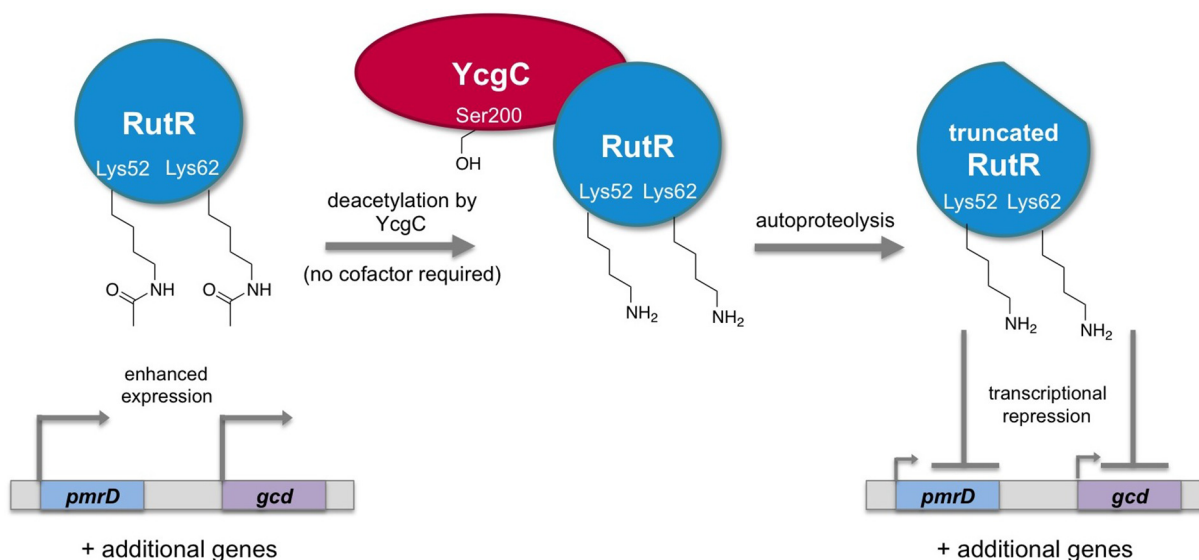 RutR
Lys52 Lys62
O
NH
O
NH
enhanced
expression
pmrD
gcd
+ additional genes
YcgC
Ser200
OH
deacetylation by
YcgC
(no cofactor required)
RutR
Lys52 Lys62
NH₂
NH₂
autoproteolysis
truncated
RutR
Lys52 Lys62
NH₂
NH₂
transcriptional
repression
pmrD
gcd
+ additional genes